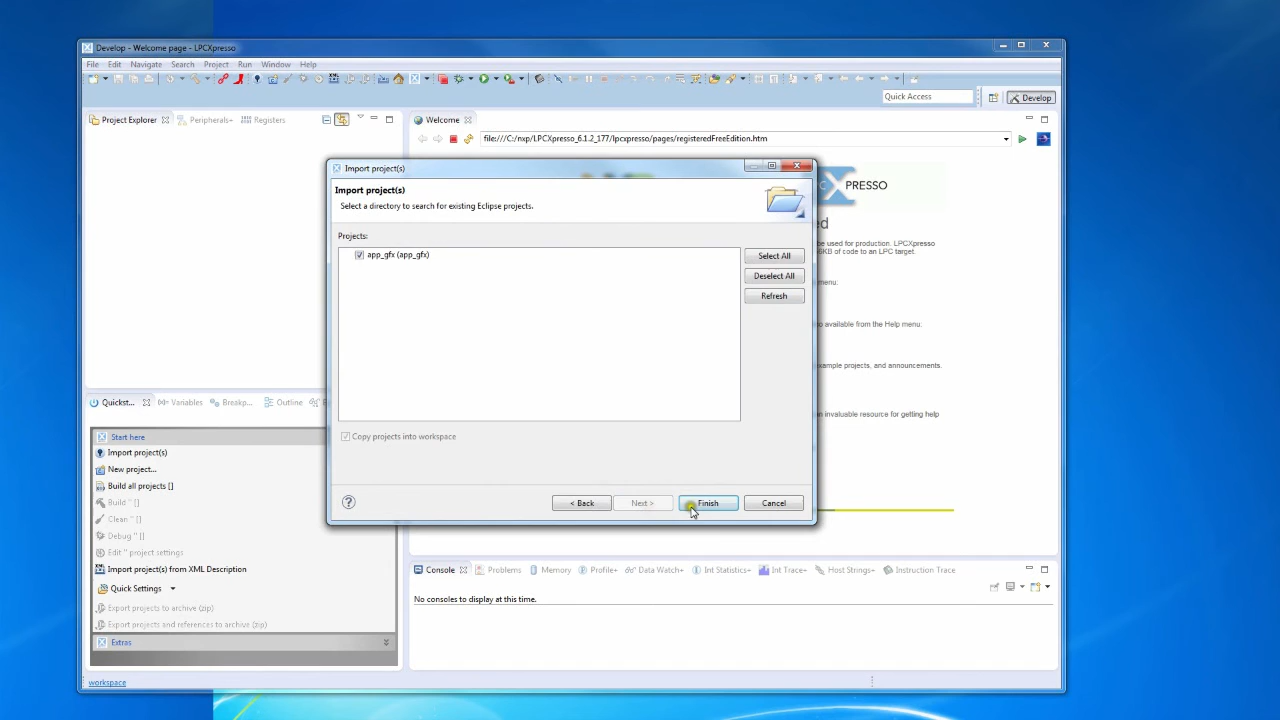 Develop - Welcome page - LPCXpresso
File Edit Navigate Search Project Run Window Help
Quick Access
Develop
Project Explorer
Peripherals+
Registers
Welcome
file:///C:/nxp/LPCXpresso_6.1.2_177/lpcxpresso/pages/registeredFreeEdition.htm
Import project(s)
Import project(s)
Select a directory to search for existing Eclipse projects.
Projects:
app_gfx (app_gfx)
Select All
Deselect All
Refresh
Copy projects into workspace
< Back
Next >
Finish
Cancel
PRESSO
ed
be used for production. LPCXpresso
KB of code to an LPC target.
menu:
o available from the Help menu.
xample projects, and announcements.
n invaluable resource for getting help
Quickst...
Variables
Breakp...
Outline
Start here
Import project(s)
New project...
Build all projects []
Build '' []
Clean '' []
Debug '' []
Edit '' project settings
Import project(s) from XML Description
Quick Settings
Export projects to archive (zip)
Export projects and references to archive (zip)
Extras
Console
Problems
Memory
Profile+
Data Watch+
Int Statistics+
Int Trace+
Host Strings+
Instruction Trace
No consoles to display at this time.
workspace